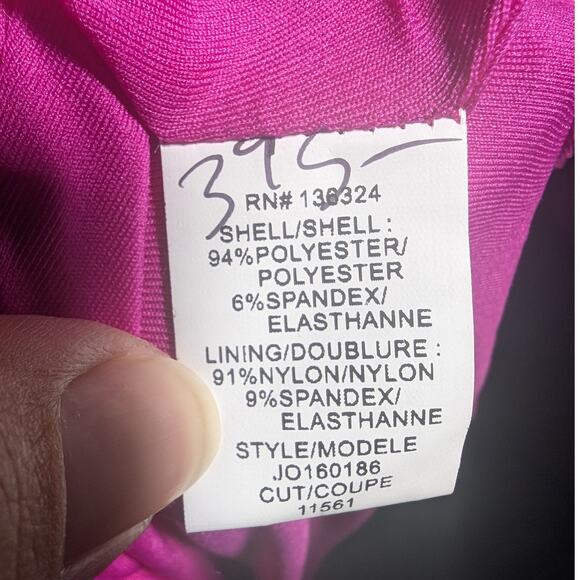 395—
RN# 136324
SHELL/SHELL :
94%POLYESTER/
POLYESTER
6%SPANDEX/
ELASTHANNE
LINING/DOUBLURE :
91%NYLON/NYLON
9%SPANDEX/
ELASTHANNE
STYLE/MODELE
JO160186
CUT/COUPE
11561